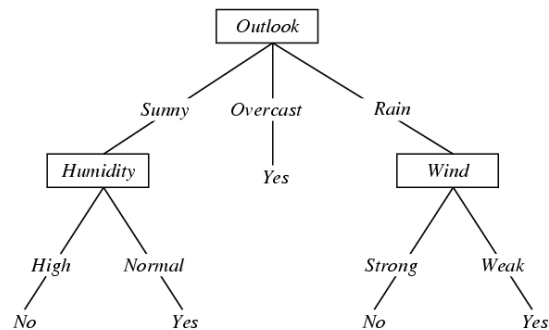 Outlook
Sunny Overcast Rain
Humidity Yes Wind
High Normal Strong Weak
No Yes No Yes